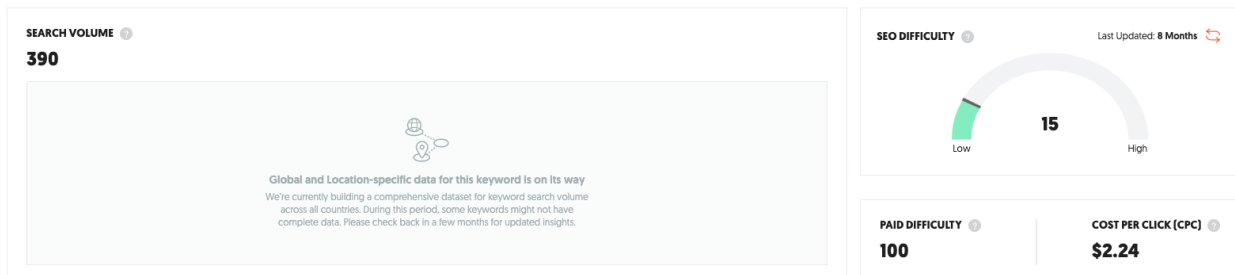 SEARCH VOLUME ?
390
Global and Location-specific data for this keyword is on its way
We're currently building a comprehensive dataset for keyword search volume
across all countries. During this period, some keywords might not have
complete data. Please check back in a few months for updated insights.
SEO DIFFICULTY ?
Last Updated: 8 Months
15
Low
High
PAID DIFFICULTY ?
100
COST PER CLICK (CPC) ?
$2.24